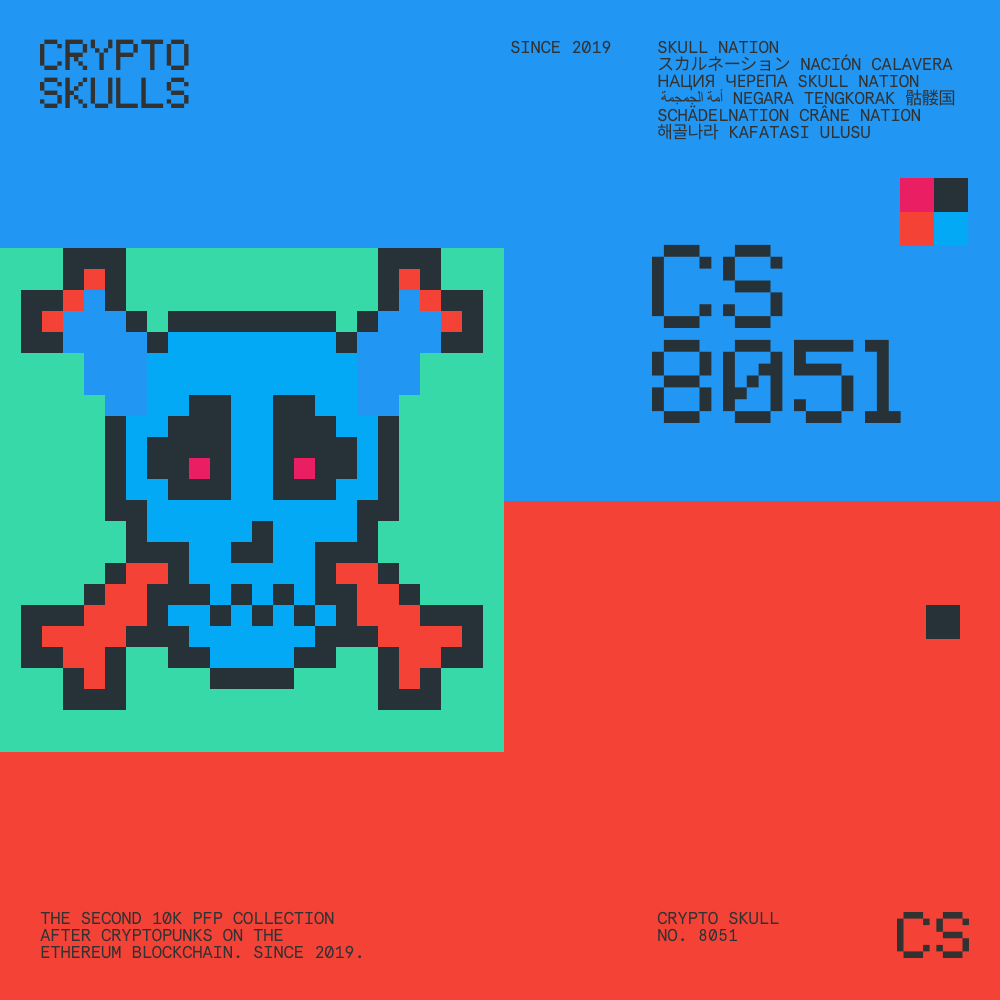 CRYPTO
SKULLS
SINCE 2019
SKULL NATION
スカルネーション NACIÓN CALAVERA
НАЦИЯ ЧЕРЕПА SKULL NATION
أمة الجمجمة NEGARA TENGKORAK 骷髅国
SCHÄDELNATION CRÂNE NATION
해골나라 KAFATASI ULUSU
CS
8051
THE SECOND 10K PFP COLLECTION
AFTER CRYPTOPUNKS ON THE
ETHEREUM BLOCKCHAIN. SINCE 2019.
CRYPTO SKULL
NO. 8051
CS